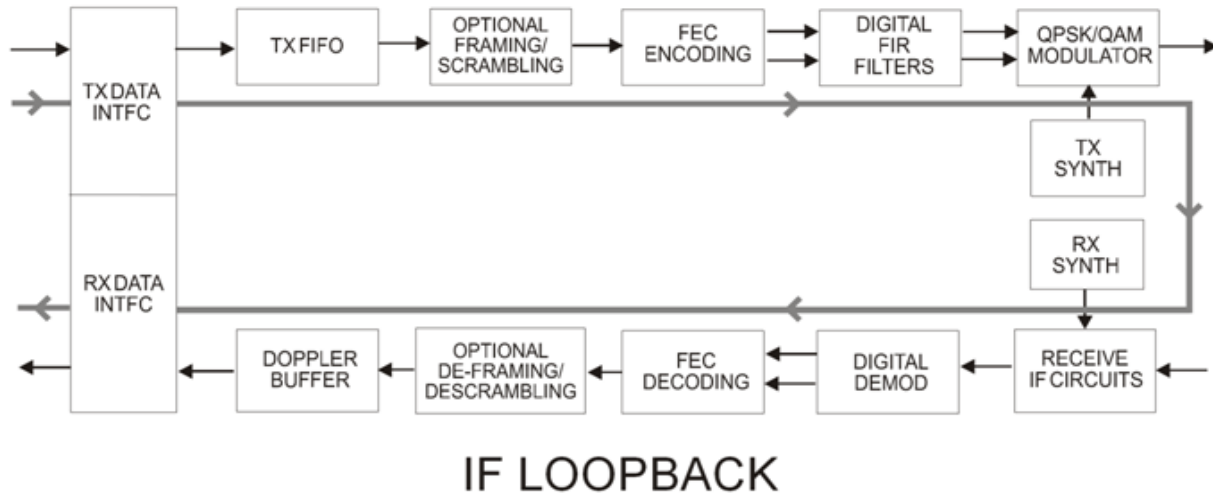 TX DATA
INTFC
TX FIFO
OPTIONAL
FRAMING/
SCRAMBLING
FEC
ENCODING
DIGITAL
FIR
FILTERS
QPSK/QAM
MODULATOR
TX
SYNTH
RX
SYNTH
RX DATA
INTFC
DOPPLER
BUFFER
OPTIONAL
DE-FRAMING/
DESCRAMBLING
FEC
DECODING
DIGITAL
DEMOD
RECEIVE
IF CIRCUITS
IF LOOPBACK